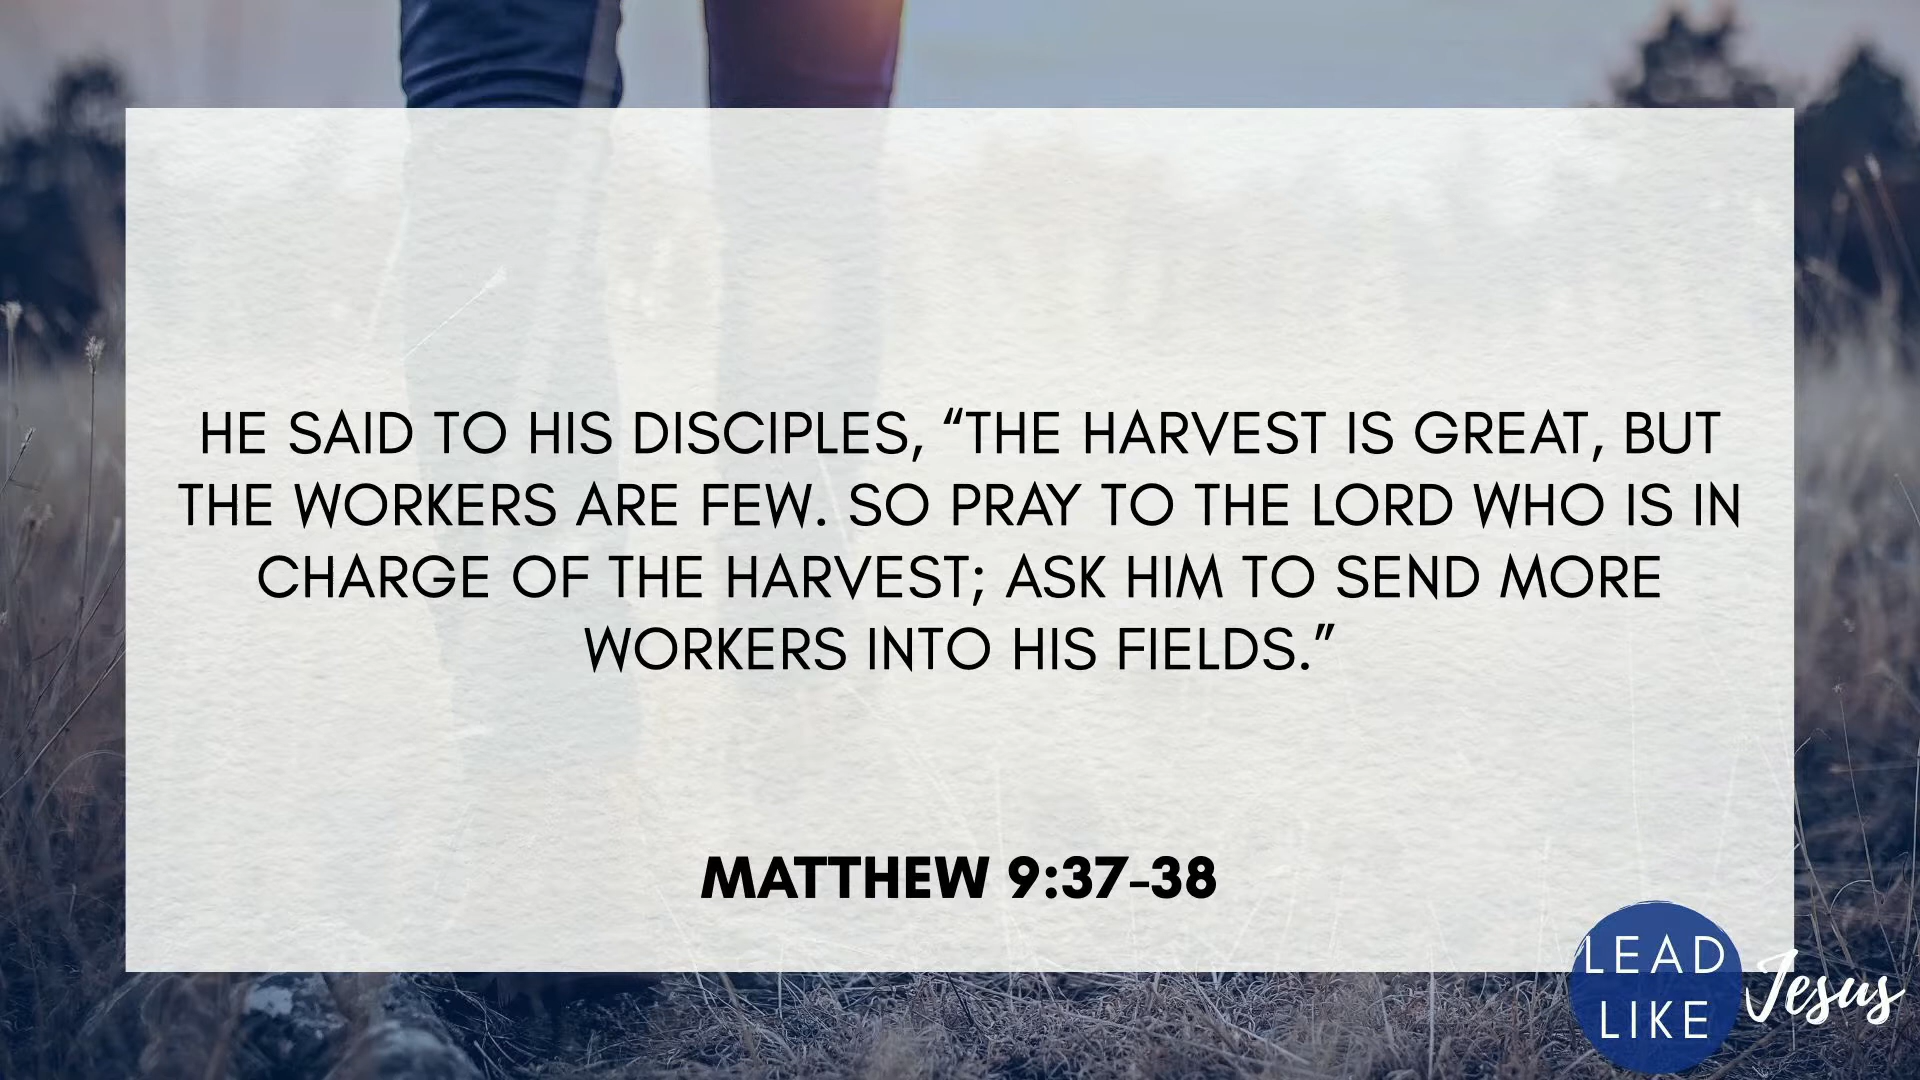 HE SAID TO HIS DISCIPLES, “THE HARVEST IS GREAT, BUT
THE WORKERS ARE FEW. SO PRAY TO THE LORD WHO IS IN
CHARGE OF THE HARVEST; ASK HIM TO SEND MORE
WORKERS INTO HIS FIELDS.”
MATTHEW 9:37-38
LEAD
LIKE Jesus